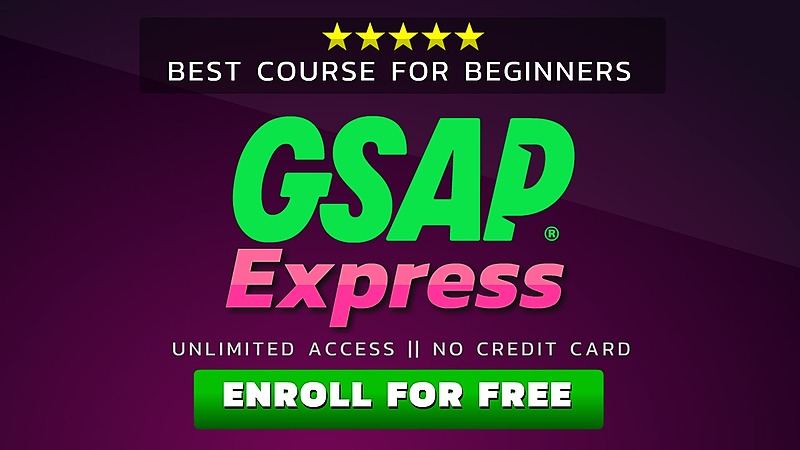 BEST COURSE FOR BEGINNERS
GSAP®
Express
UNLIMITED ACCESS || NO CREDIT CARD
ENROLL FOR FREE